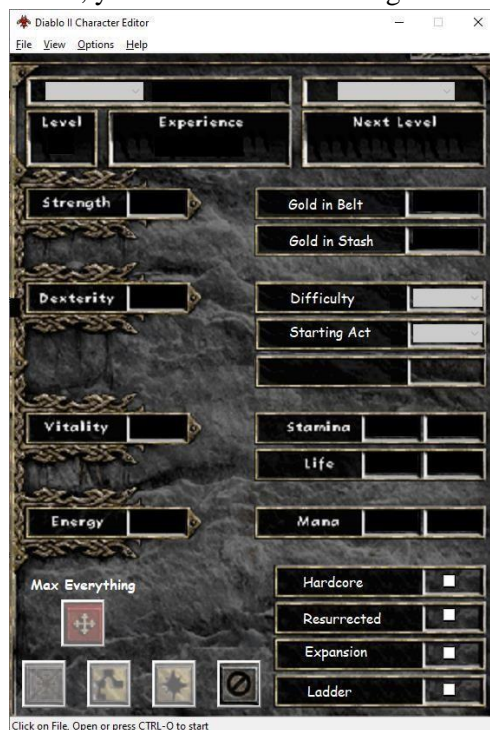 Diablo II Character Editor
File View Options Help
Level Experience Next Level
Strength Gold in Belt
Gold in Stash
Dexterity Difficulty
Starting Act
Vitality Stamina
Life
Energy Mana
Max Everything Hardcore
Resurrected
Expansion
Ladder
Click on File, Open or press CTRL-O to start